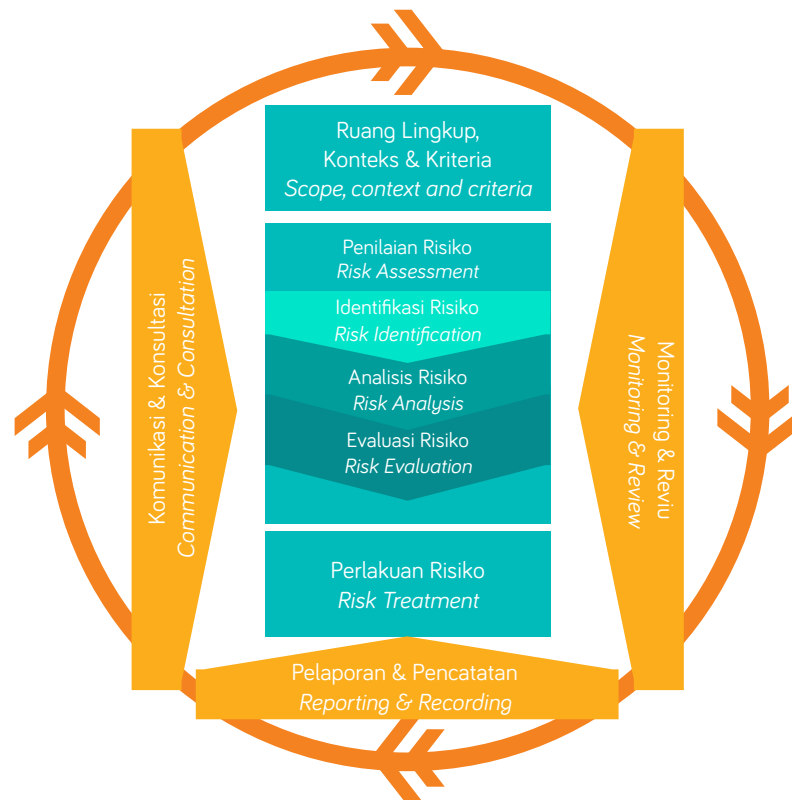 Ruang Lingkup,
Konteks & Kriteria
Scope, context and criteria
Penilaian Risiko
Risk Assessment
Identifikasi Risiko
Risk Identification
Analisis Risiko
Risk Analysis
Evaluasi Risiko
Risk Evaluation
Perlakuan Risiko
Risk Treatment
Komunikasi & Konsultasi
Communication & Consultation
Monitoring & Reviu
Monitoring & Review
Pelaporan & Pencatatan
Reporting & Recording